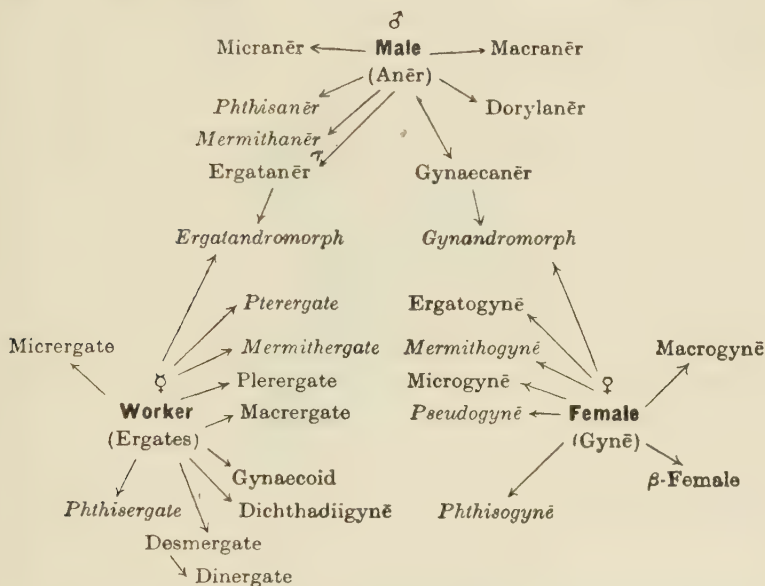 ♂
Micranēr Male Macranēr
(Anēr)
Phthisanēr Dorylanēr
Mermithanēr
Ergatanēr Gynaecanēr
Ergatandromorph Gynandromorph
Pterergate Ergatogynē
Micrergate Mermithergate Mermithogynē Macrogynē
☿ Plerergate Microgynē ♀
Worker Macrergate Pseudogynē Female
(Ergates) (Gynē)
Gynaecoid β-Female
Phthisergate Dichthadiigynē Phthisogynē
Desmergate
Dinergate